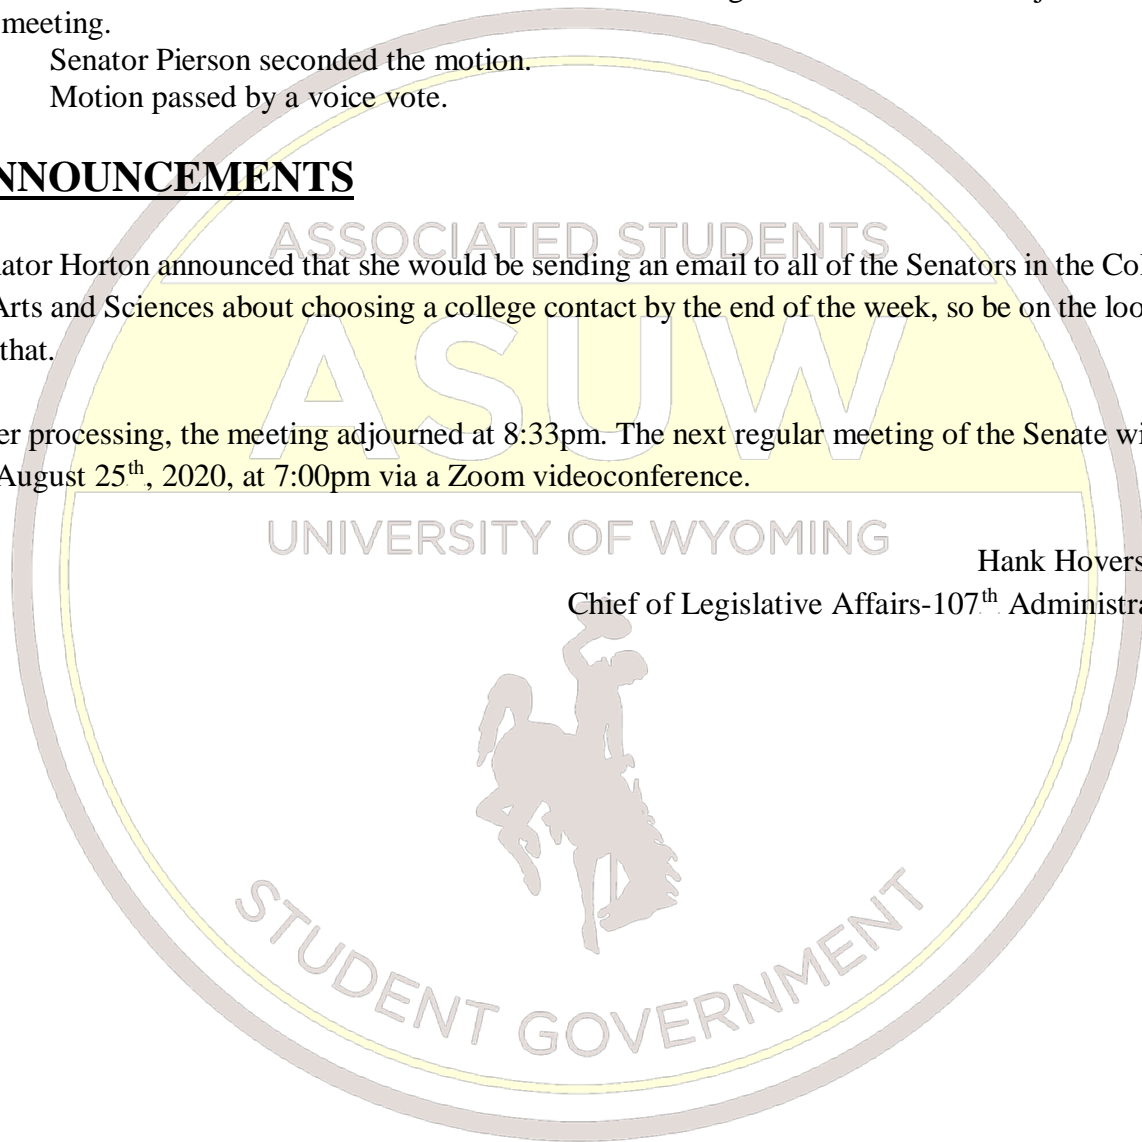 meeting.
Senator Pierson seconded the motion.
Motion passed by a voice vote.
NNOUNCEMENTS
ASSOCIATED STUDENTS
ator Horton announced that she would be sending an email to all of the Senators in the Co
Arts and Sciences about choosing a college contact by the end of the week, so be on the loo
that.
ASUW
er processing, the meeting adjourned at 8:33pm. The next regular meeting of the Senate wi
August 25th, 2020, at 7:00pm via a Zoom videoconference.
UNIVERSITY OF WYOMING
Hank Hovers
Chief of Legislative Affairs-107th Administra
STUDENT GOVERNMENT